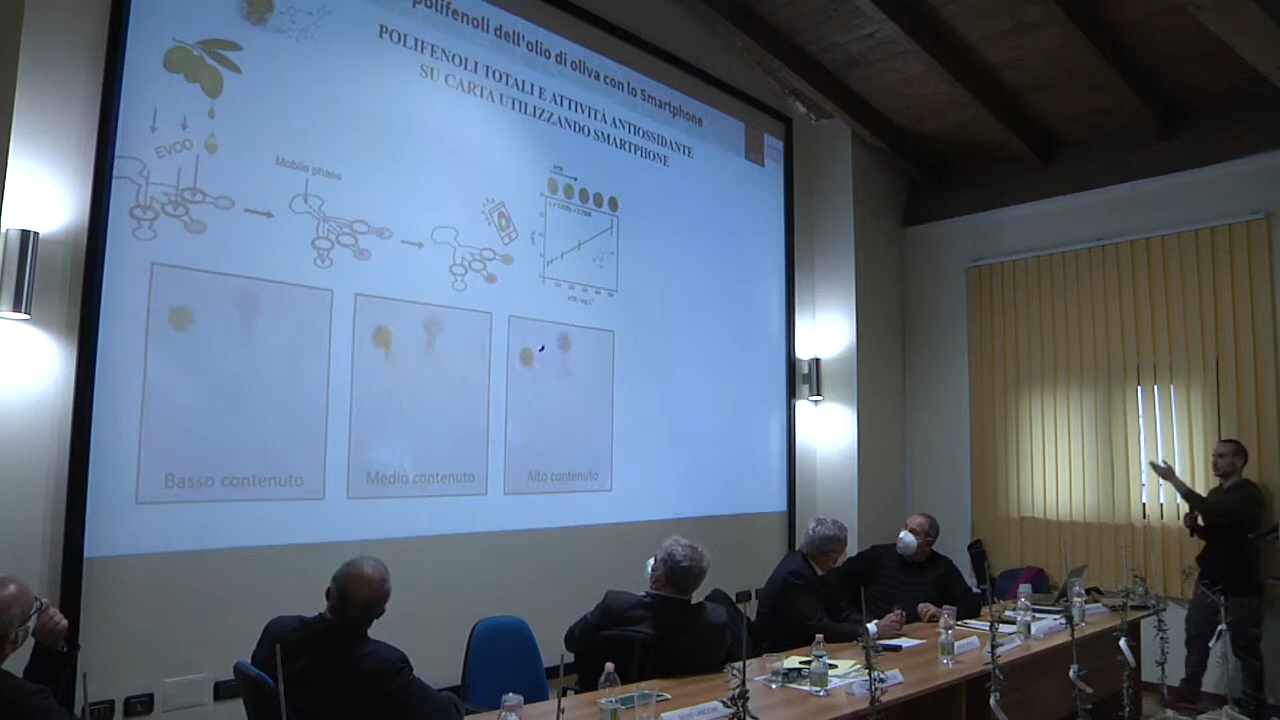 polifenoli dell'olio di oliva con lo Smartphone
POLIFENOLI TOTALI E ATTIVITÀ ANTIOSSIDANTE
SU CARTA UTILIZZANDO SMARTPHONE
EVOO
Mobile phase
Basso contenuto
Medio contenuto
Alto contenuto